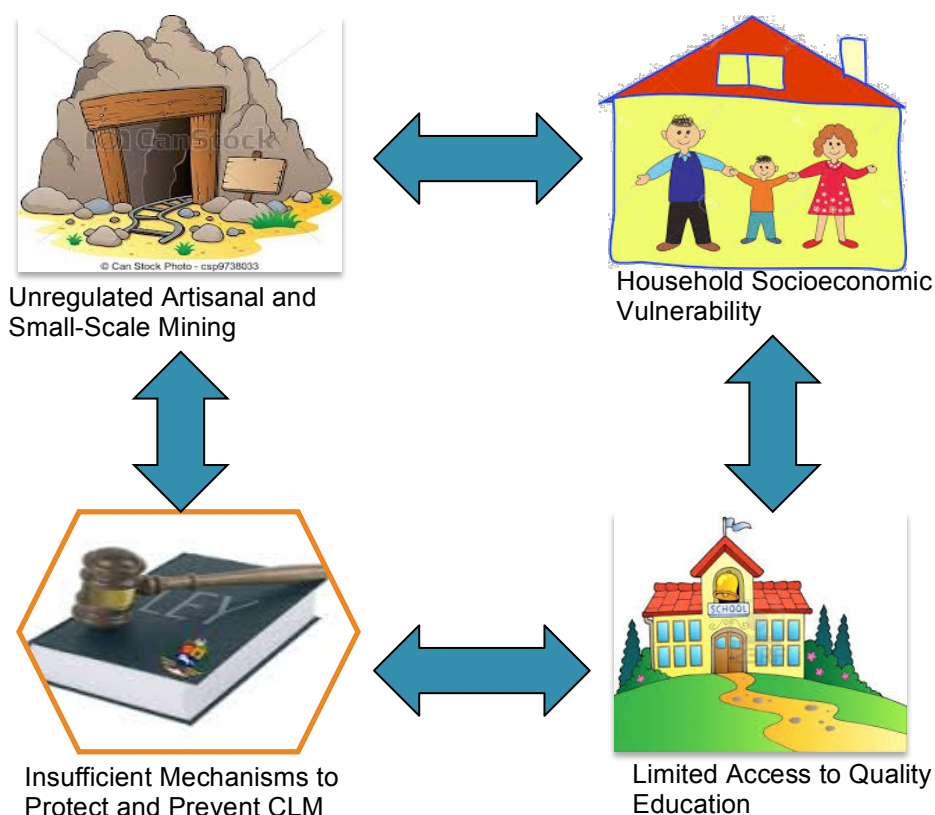 CanStock
© Can Stock Photo - csp9738033
Unregulated Artisanal and
Small-Scale Mining
Household Socioeconomic
Vulnerability
LEY
SCHOOL
Insufficient Mechanisms to
Protect and Prevent CLM
Limited Access to Quality
Education